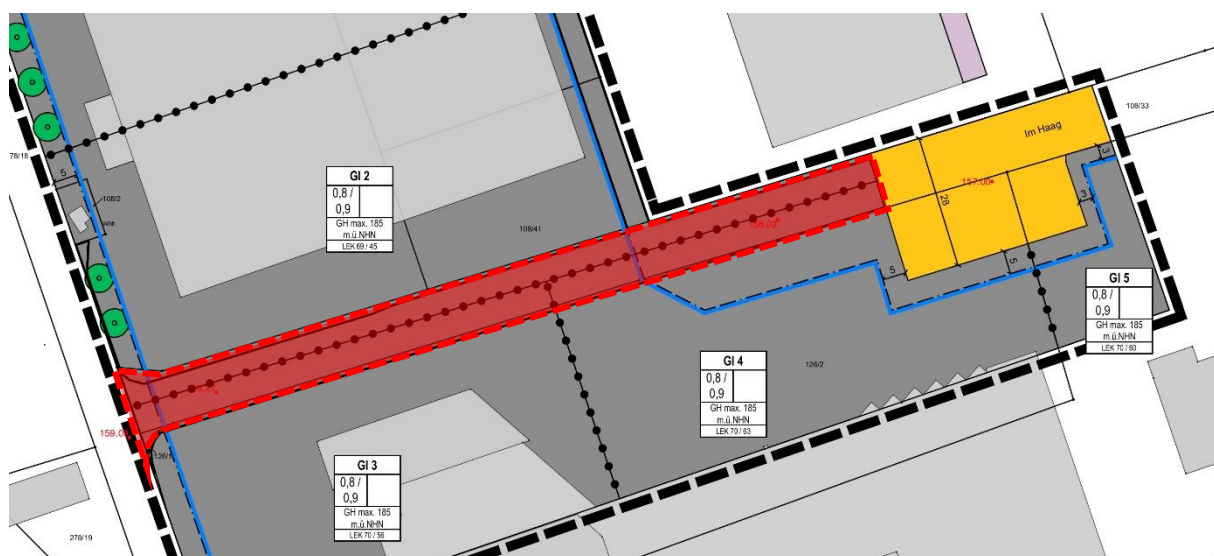 108/33
Im Haag
3
78/18
5
GI 2
0,8 /
0,9
GH max. 185
m.ü.NHN
LEK 69 / 45
157.00
3
108/2
Wbh
28
158.02
108/41
5
5
GI 5
0,8 /
0,9
GH max. 185
m.ü.NHN
LEK 70 / 60
GI 4
0,8 /
0,9
GH max. 185
m.ü.NHN
LEK 70 / 63
126/2
126/1
GI 3
0,8 /
0,9
GH max. 185
m.ü.NHN
LEK 70 / 56
278/19